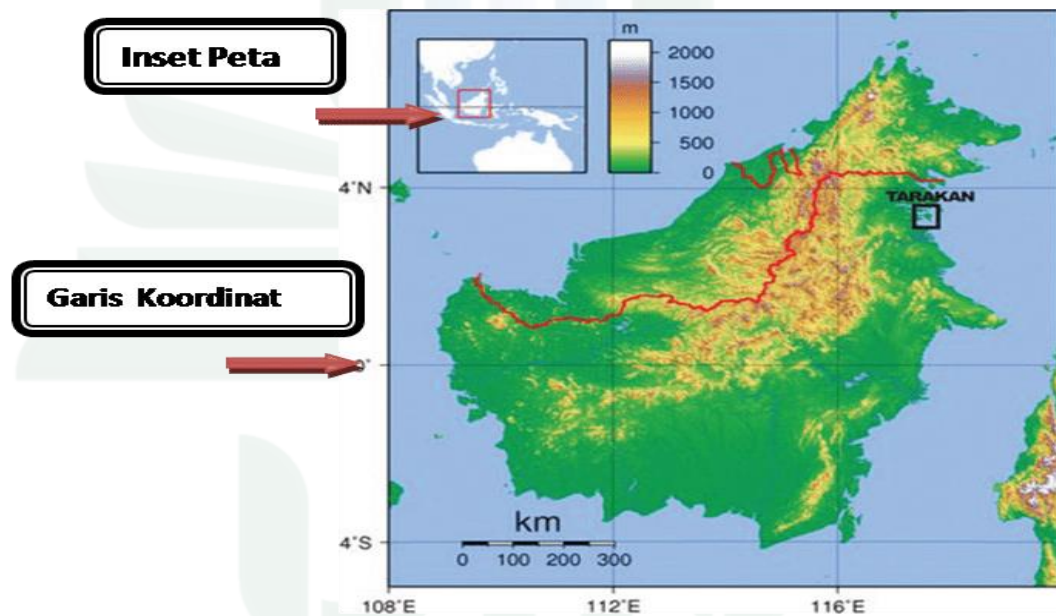 Inset Peta
m
2000
1500
1000
500
0
4°N
TARAKAN
Garis Koordinat
0°
km
0 100 200 300
4°S
108°E 112°E 116°E